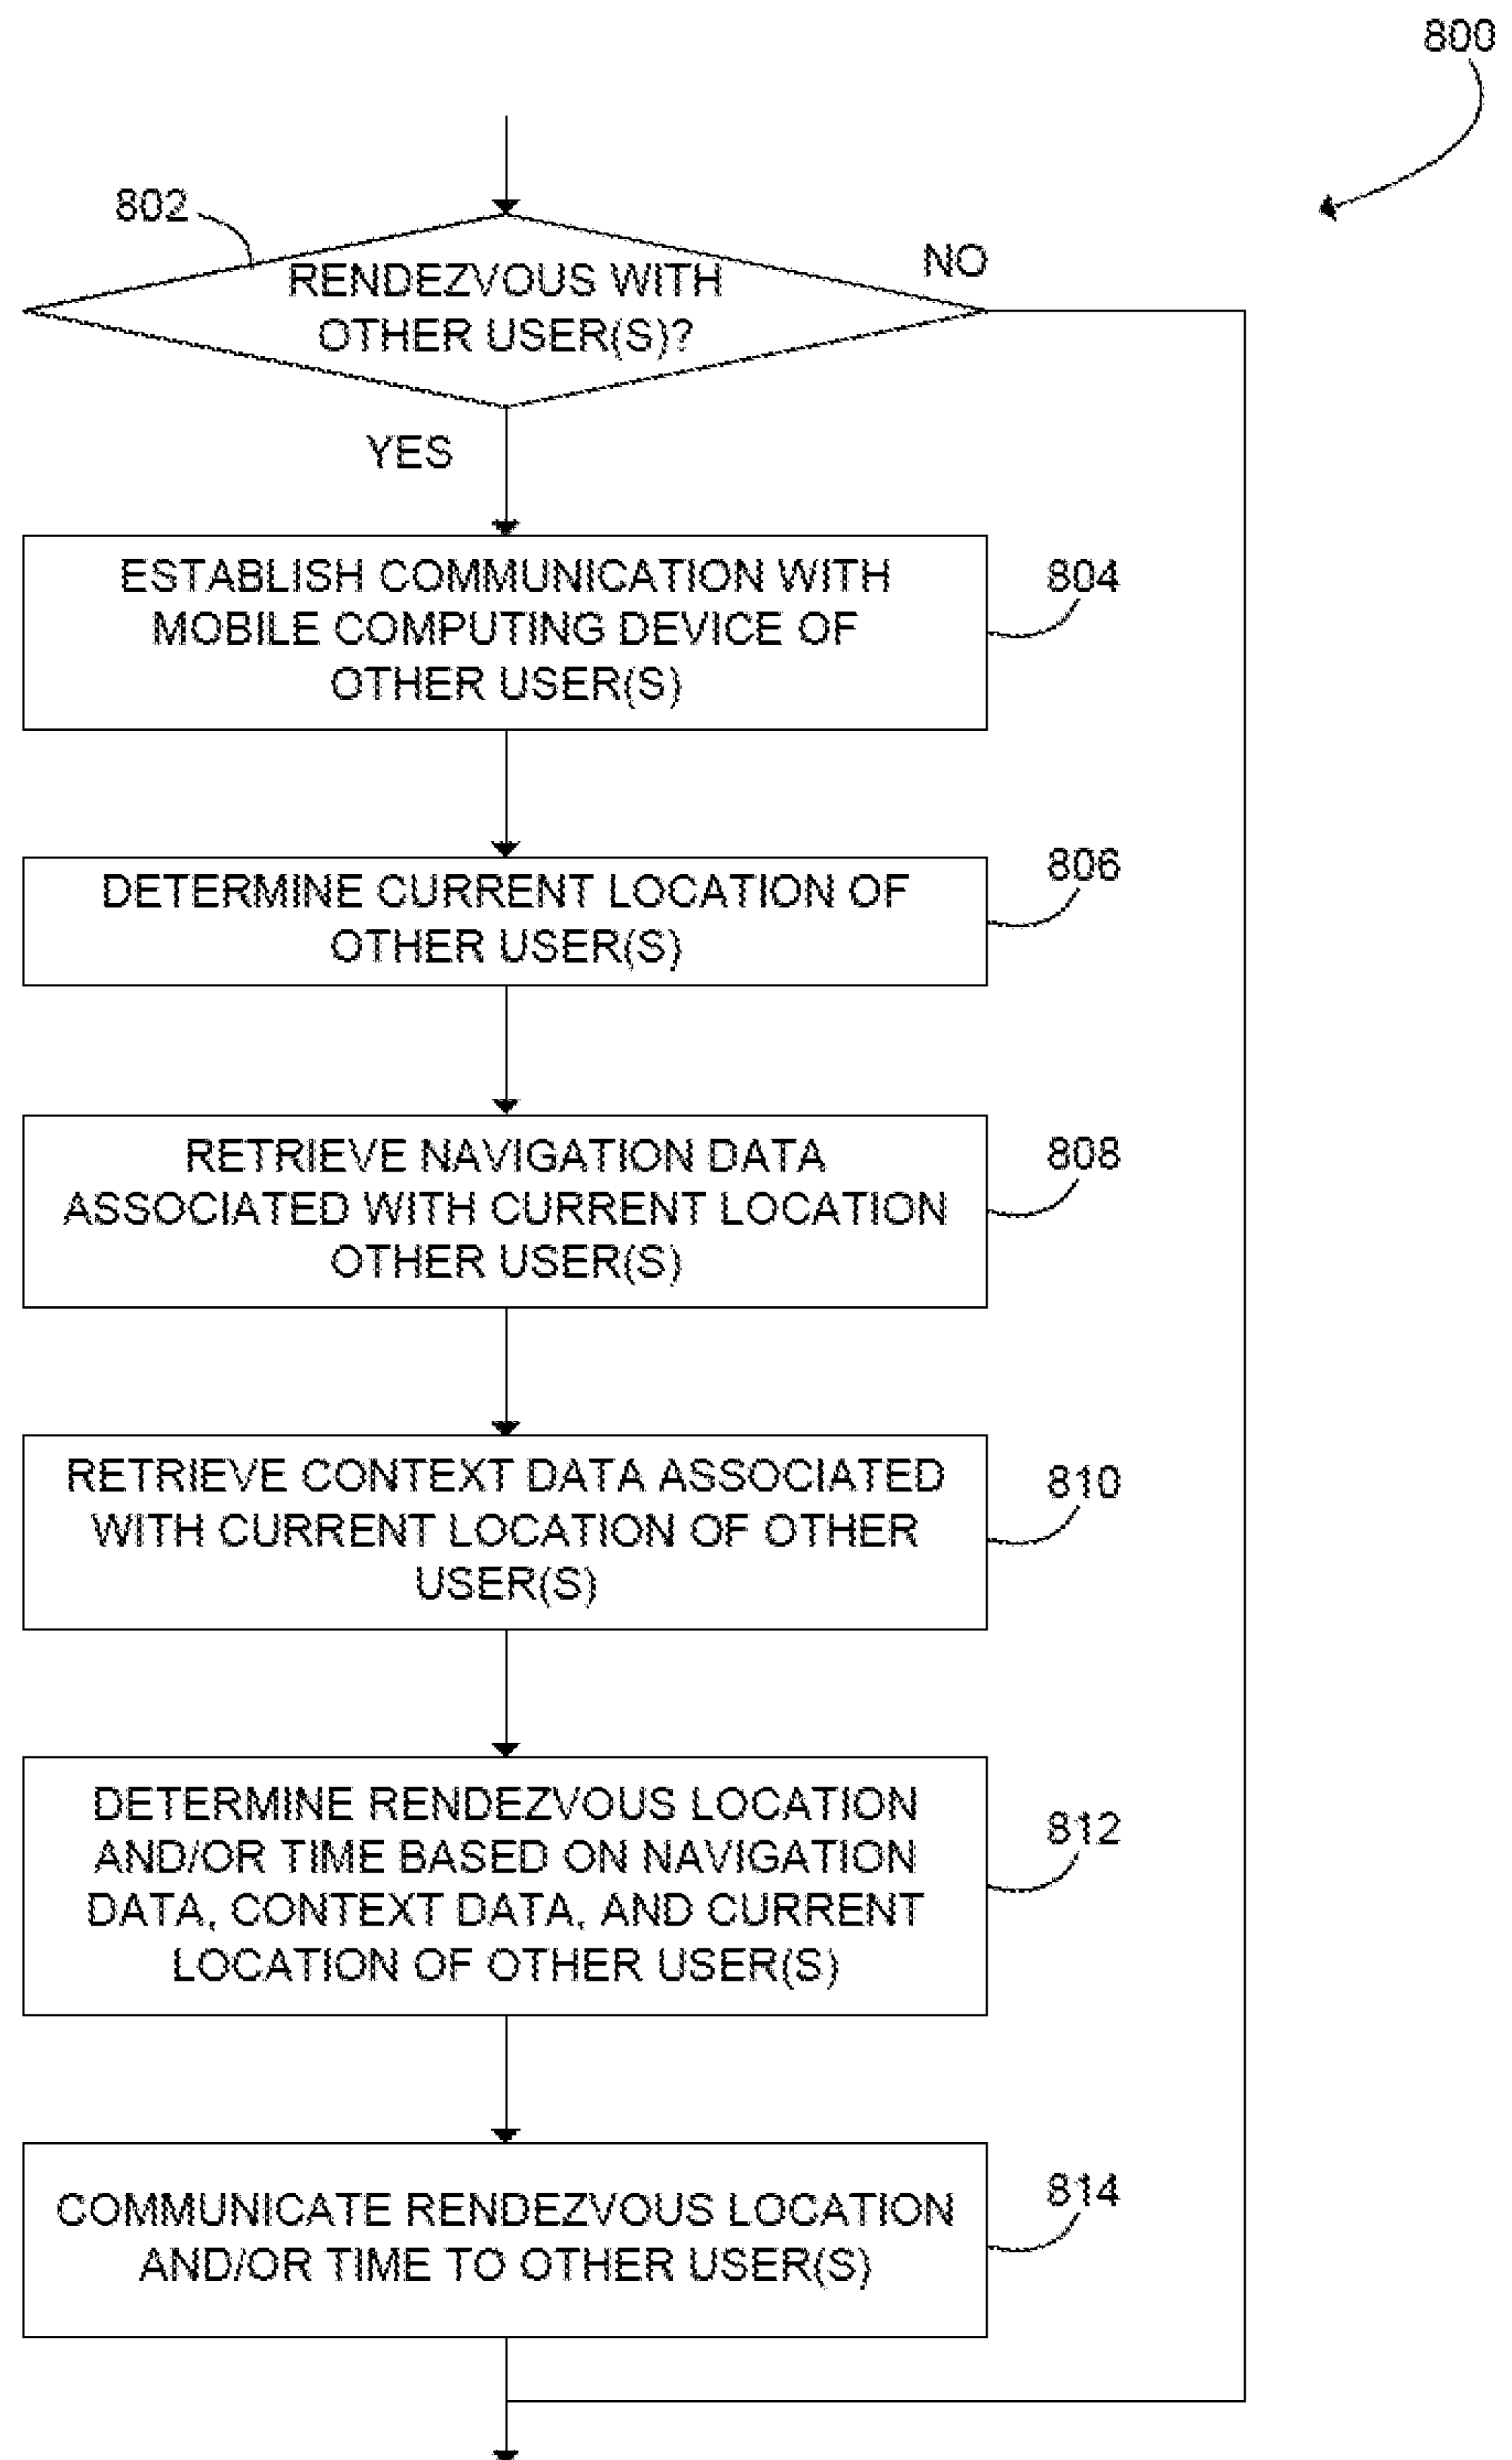 800
802
RENDEZVOUS WITH
OTHER USER(S)?
NO
YES
ESTABLISH COMMUNICATION WITH
MOBILE COMPUTING DEVICE OF
OTHER USER(S)
804
DETERMINE CURRENT LOCATION OF
OTHER USER(S)
806
RETRIEVE NAVIGATION DATA
ASSOCIATED WITH CURRENT LOCATION
OTHER USER(S)
808
RETRIEVE CONTEXT DATA ASSOCIATED
WITH CURRENT LOCATION OF OTHER
USER(S)
810
DETERMINE RENDEZVOUS LOCATION
AND/OR TIME BASED ON NAVIGATION
DATA, CONTEXT DATA, AND CURRENT
LOCATION OF OTHER USER(S)
812
COMMUNICATE RENDEZVOUS LOCATION
AND/OR TIME TO OTHER USER(S)
814